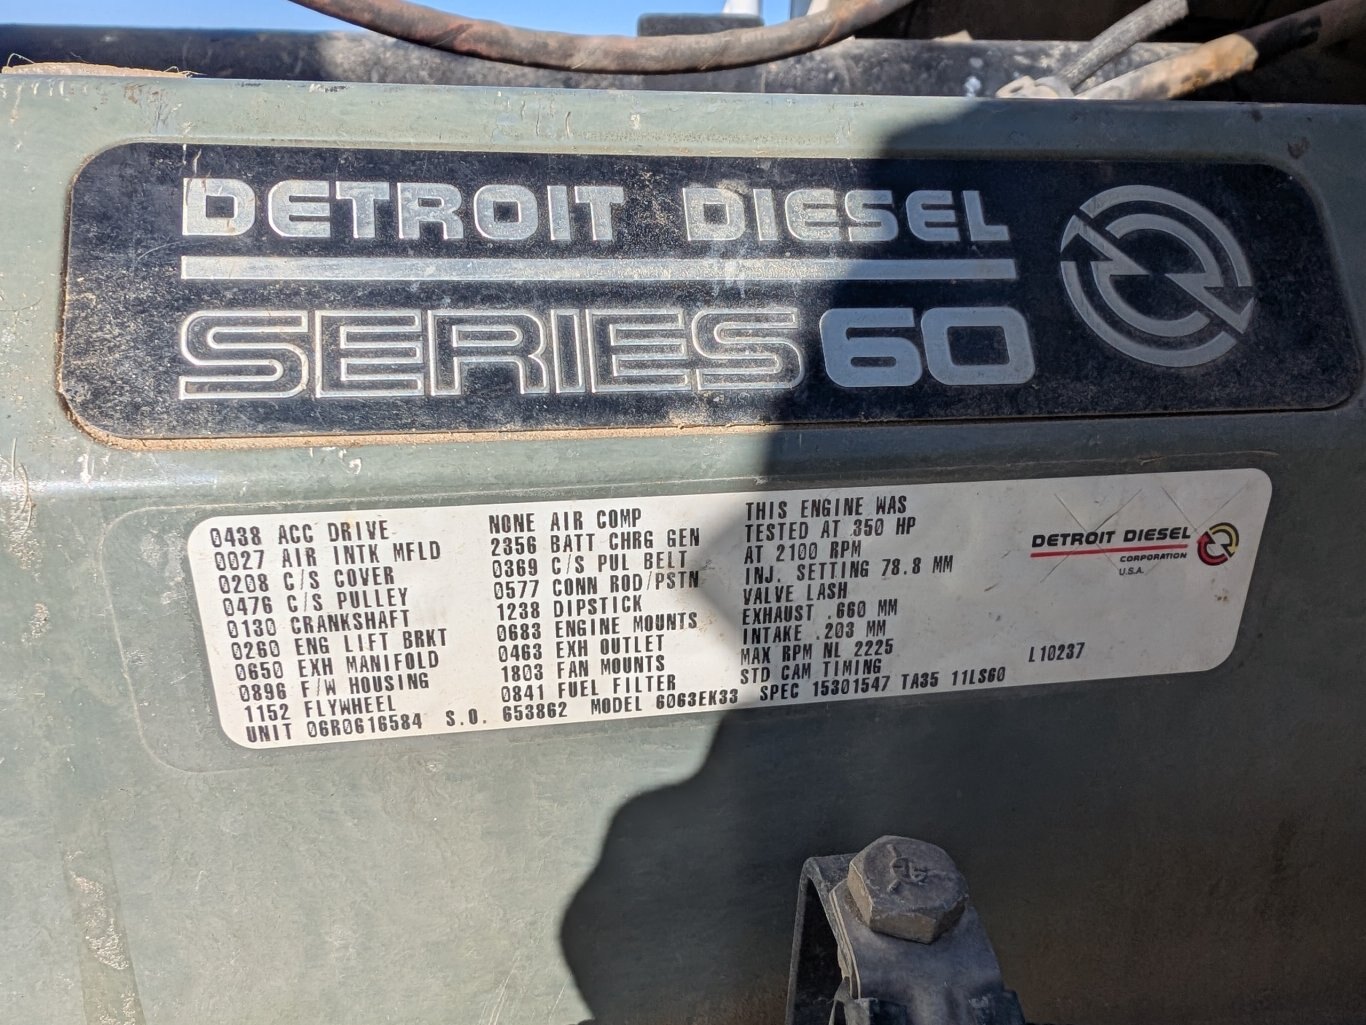 DETROIT DIESEL
SERIES 60
0438 ACC DRIVE
0027 AIR INTK MFLD
0208 C/S COVER
0476 C/S PULLEY
0130 CRANKSHAFT
0260 ENG LIFT BRKT
0650 EXH MANIFOLD
0896 F/W HOUSING
1152 FLYWHEEL
NONE AIR COMP
2356 BATT CHRG GEN
0369 C/S PUL BELT
0577 CONN ROD/PSTN
1238 DIPSTICK
0683 ENGINE MOUNTS
0463 EXH OUTLET
1803 FAN MOUNTS
0841 FUEL FILTER
THIS ENGINE WAS
TESTED AT 350 HP
AT 2100 RPM
INJ. SETTING 78.8 MM
VALVE LASH
EXHAUST .660 MM
INTAKE .203 MM
MAX RPM NL 2225
STD CAM TIMING
UNIT 06R0616584 S.O. 653862 MODEL 6063EK33 SPEC 15301547 TA35 11LS60
DETROIT DIESEL
CORPORATION
U.S.A.
L10237